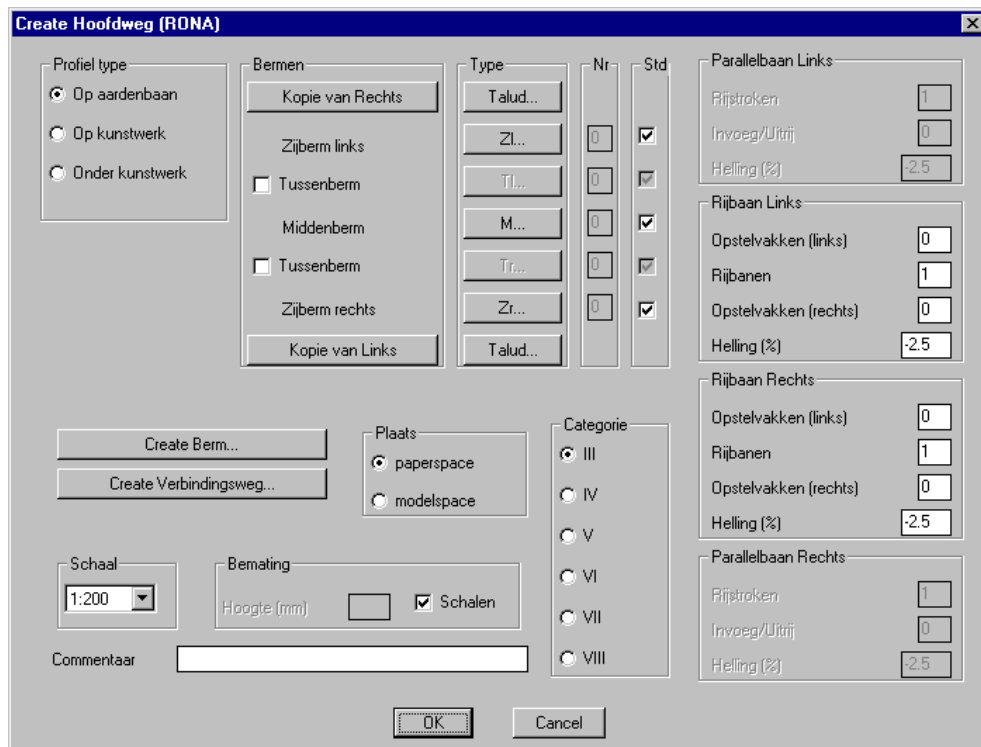 Create Hoofdweg (RONA)
Profiel type
Op aardenbaan
Op kunstwerk
Onder kunstwerk
Bermen
Kopie van Rechts
Zijberm links
Tussenberm
Middenberm
Tussenberm
Zijberm rechts
Kopie van Links
Type
Talud...
Zl...
Tl...
M...
Tr...
Zr...
Talud...
Nr
0
0
0
0
0
Std
Parallelbaan Links
Rijstroken 1
Invoeg/Uitrij 0
Helling (%) -2.5
Rijbaan Links
Opstelvakken (links) 0
Rijbanen 1
Opstelvakken (rechts) 0
Helling (%) -2.5
Rijbaan Rechts
Opstelvakken (links) 0
Rijbanen 1
Opstelvakken (rechts) 0
Helling (%) -2.5
Parallelbaan Rechts
Rijstroken 1
Invoeg/Uitrij 0
Helling (%) -2.5
Create Berm...
Create Verbindingsweg...
Plaats
paperspace
modelspace
Categorie
III
IV
V
VI
VII
VIII
Schaal
1:200
Bemating
Hoogte (mm)
Schalen
Commentaar
OK
Cancel